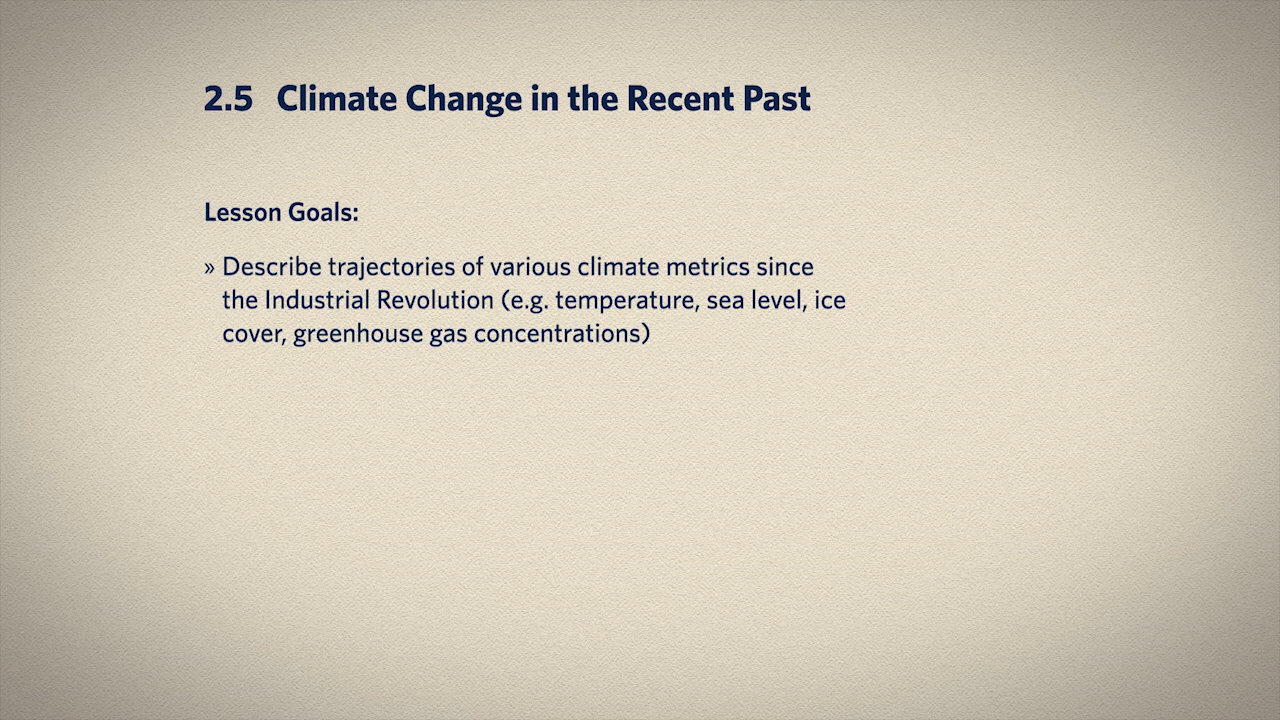 2.5 Climate Change in the Recent Past
Lesson Goals:
» Describe trajectories of various climate metrics since
the Industrial Revolution (e.g. temperature, sea level, ice
cover, greenhouse gas concentrations)